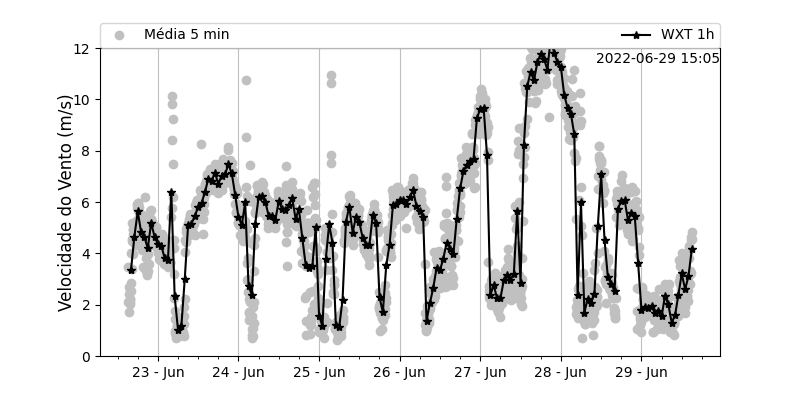 Média 5 min
WXT 1h
2022-06-29 15:05
Velocidade do Vento (m/s)
12
10
8
6
4
2
0
23 - Jun
24 - Jun
25 - Jun
26 - Jun
27 - Jun
28 - Jun
29 - Jun